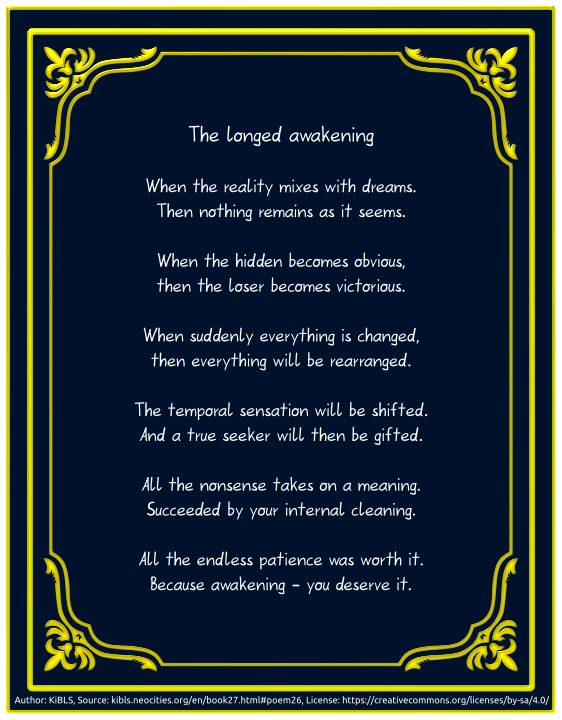 The longed awakening
When the reality mixes with dreams.
Then nothing remains as it seems.
When the hidden becomes obvious,
then the loser becomes victorious.
When suddenly everything is changed,
then everything will be rearranged.
The temporal sensation will be shifted.
And a true seeker will then be gifted.
All the nonsense takes on a meaning.
Succeeded by your internal cleaning.
All the endless patience was worth it.
Because awakening – you deserve it.
Author: KiBLS, Source: kibls.neocities.org/en/book27.html#poem26, License: https://creativecommons.org/licenses/by-sa/4.0/